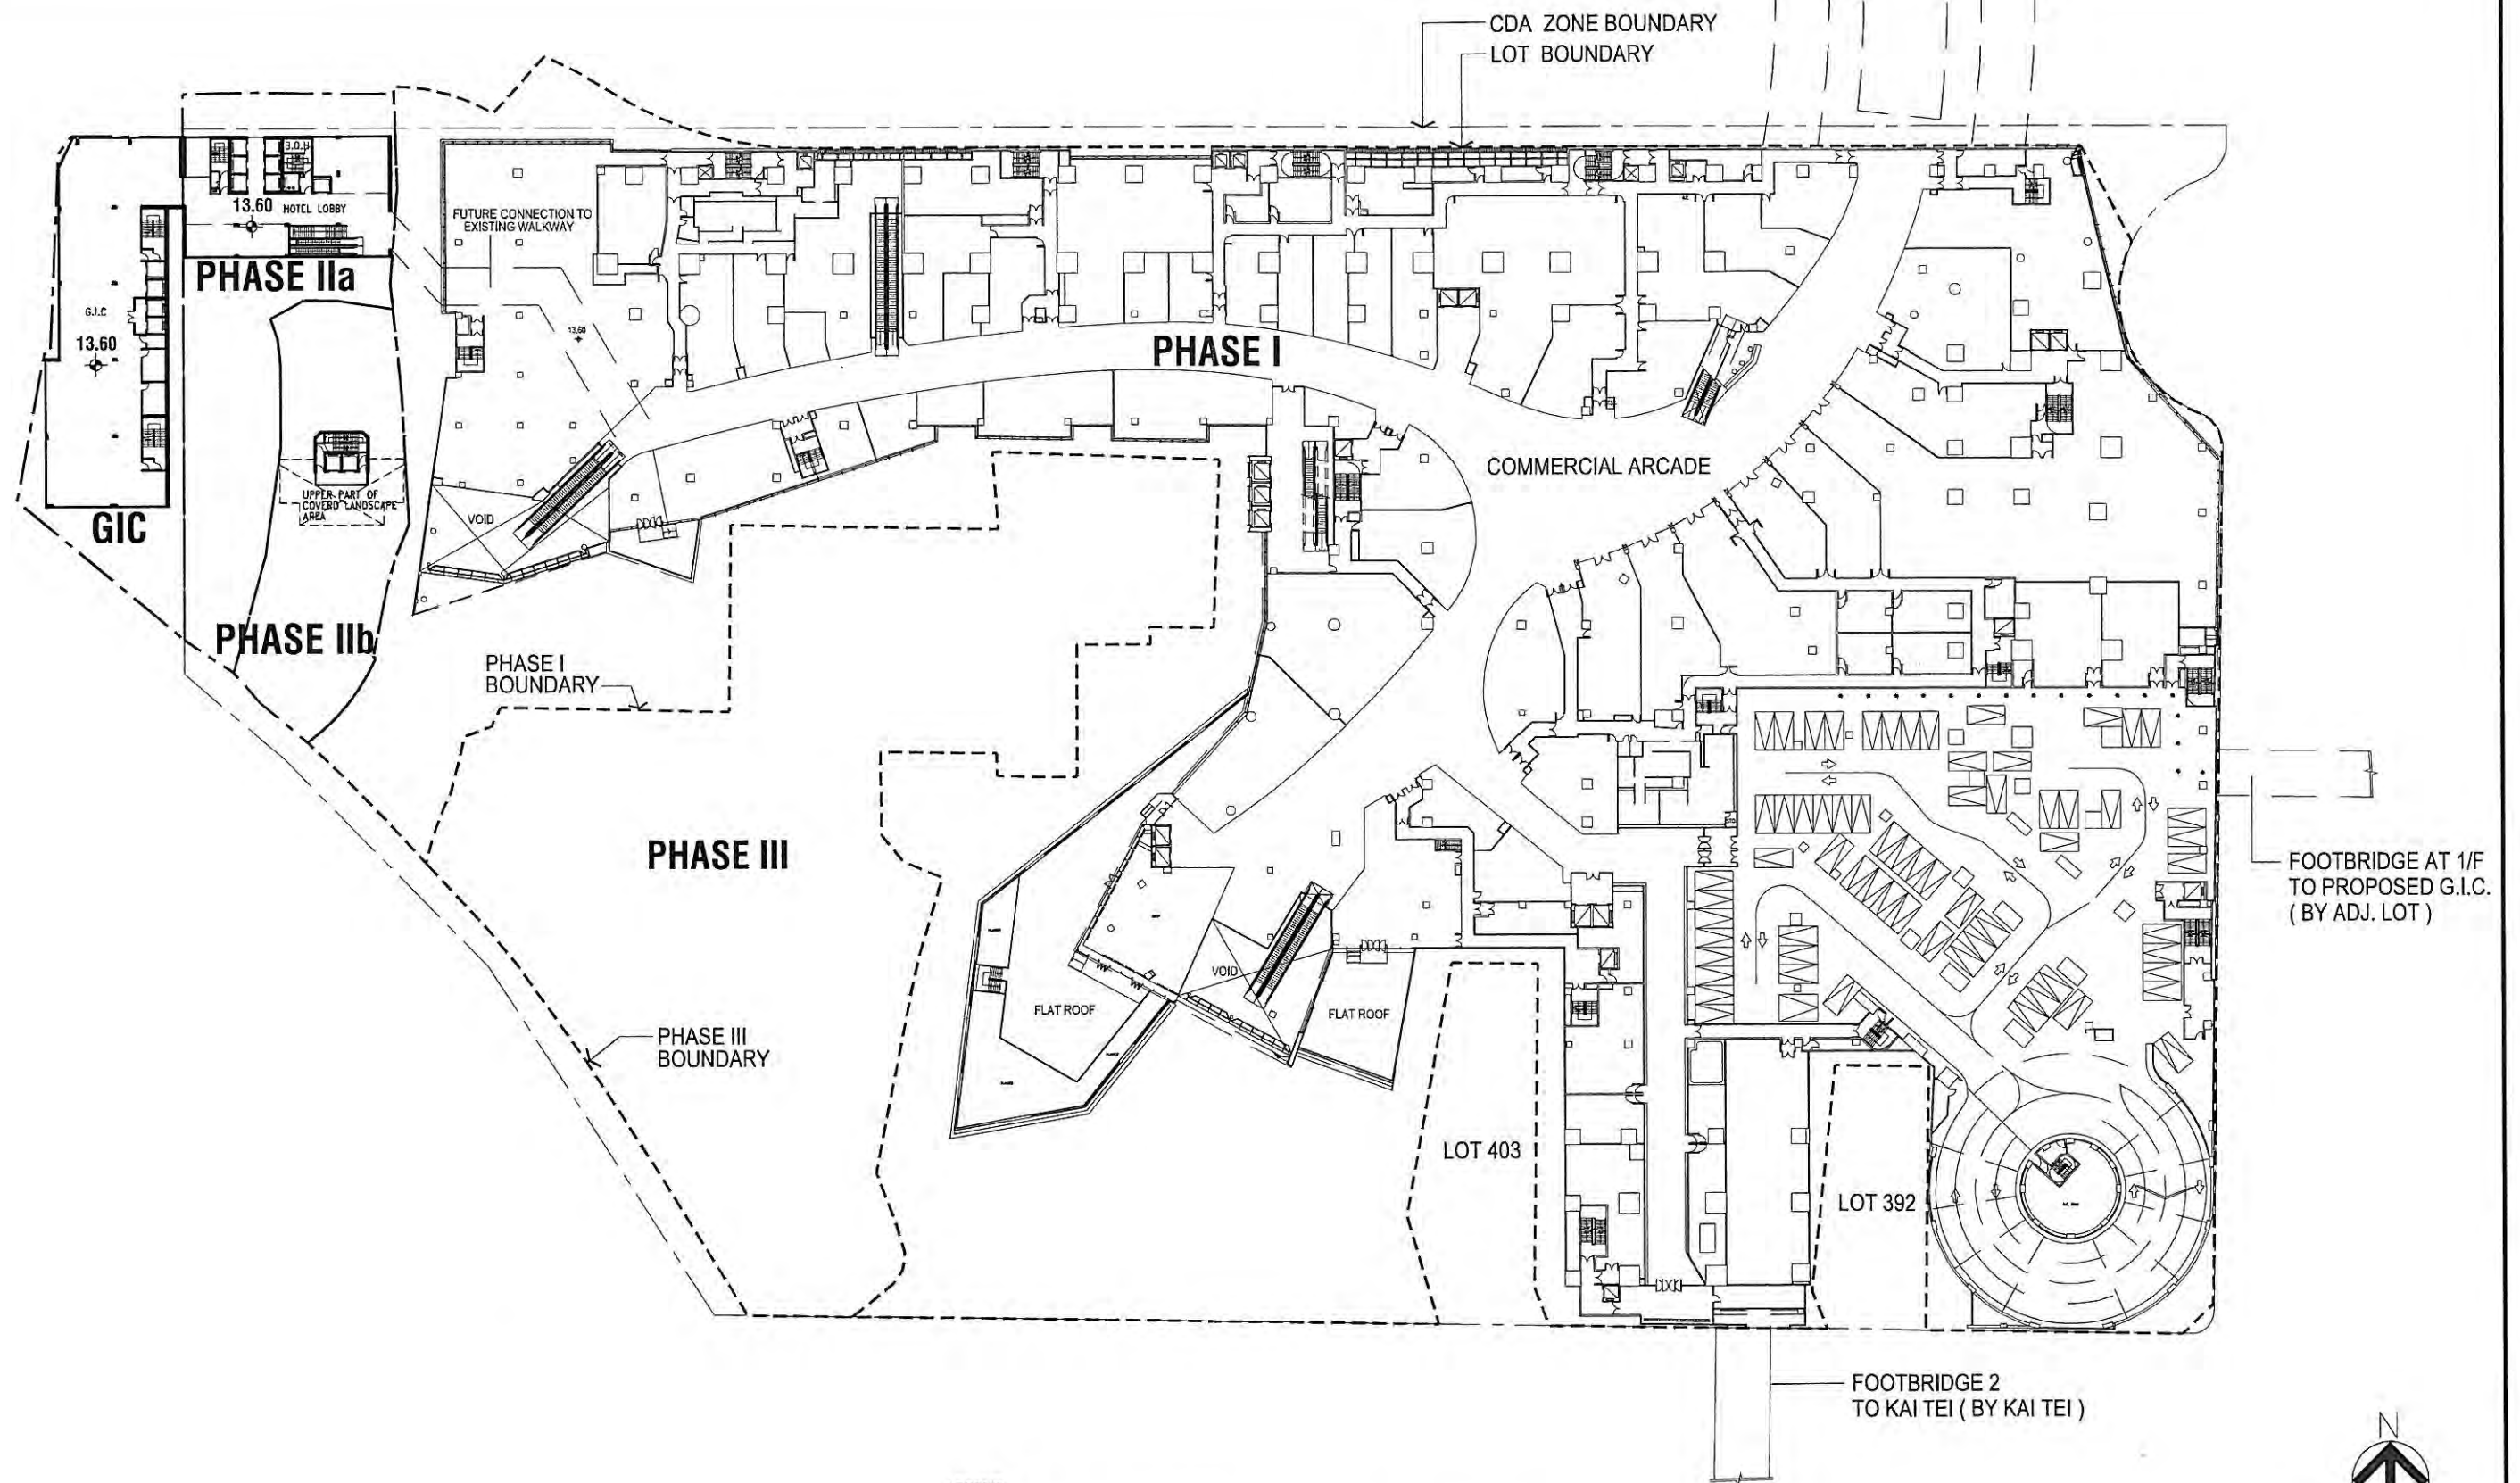 CDA ZONE BOUNDARY
LOT BOUNDARY
B.O.H.
13.60
HOTEL LOBBY
FUTURE CONNECTION TO
EXISTING WALKWAY
PHASE IIa
G.I.C
13.60
13.60
PHASE I
COMMERCIAL ARCADE
UPPER PART OF
COVERD LANDSCAPE
AREA
VOID
GIC
PHASE IIb
PHASE I
BOUNDARY
PHASE III
FOOTBRIDGE AT 1/F
TO PROPOSED G.I.C.
( BY ADJ. LOT )
VOID
FLAT ROOF
FLAT ROOF
PHASE III
BOUNDARY
LOT 403
LOT 392
FOOTBRIDGE 2
TO KAI TEI ( BY KAI TEI )
N